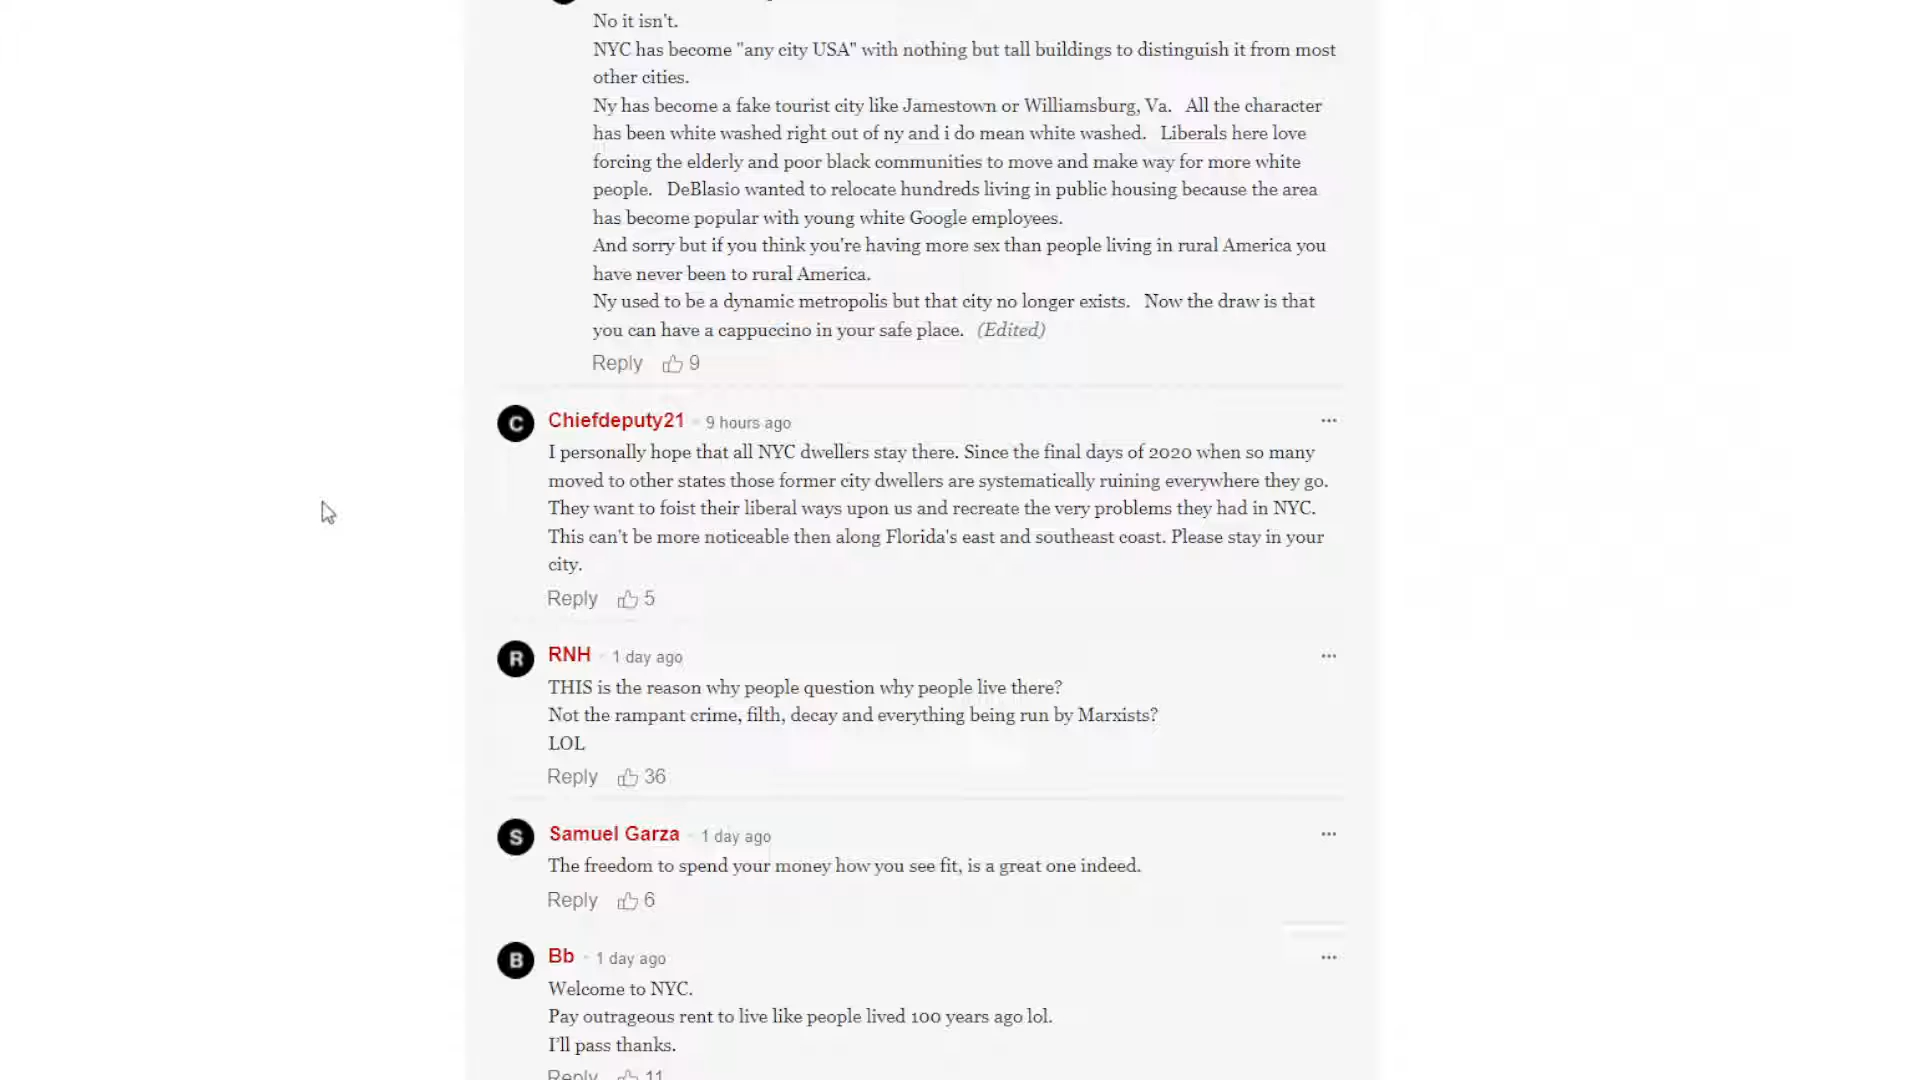 No it isn't.
NYC has become "any city USA" with nothing but tall buildings to distinguish it from most
other cities.
Ny has become a fake tourist city like Jamestown or Williamsburg, Va. All the character
has been white washed right out of ny and i do mean white washed. Liberals here love
forcing the elderly and poor black communities to move and make way for more white
people. DeBlasio wanted to relocate hundreds living in public housing because the area
has become popular with young white Google employees.
And sorry but if you think you're having more sex than people living in rural America you
have never been to rural America.
Ny used to be a dynamic metropolis but that city no longer exists. Now the draw is that
you can have a cappuccino in your safe place. (Edited)
Reply 9
C Chiefdeputy21 9 hours ago ...
I personally hope that all NYC dwellers stay there. Since the final days of 2020 when so many
moved to other states those former city dwellers are systematically ruining everywhere they go.
They want to foist their liberal ways upon us and recreate the very problems they had in NYC.
This can't be more noticeable then along Florida's east and southeast coast. Please stay in your
city.
Reply 5
R RNH 1 day ago ...
THIS is the reason why people question why people live there?
Not the rampant crime, filth, decay and everything being run by Marxists?
LOL
Reply 36
S Samuel Garza 1 day ago ...
The freedom to spend your money how you see fit, is a great one indeed.
Reply 6
B Bb 1 day ago ...
Welcome to NYC.
Pay outrageous rent to live like people lived 100 years ago lol.
I'll pass thanks.
Reply 11